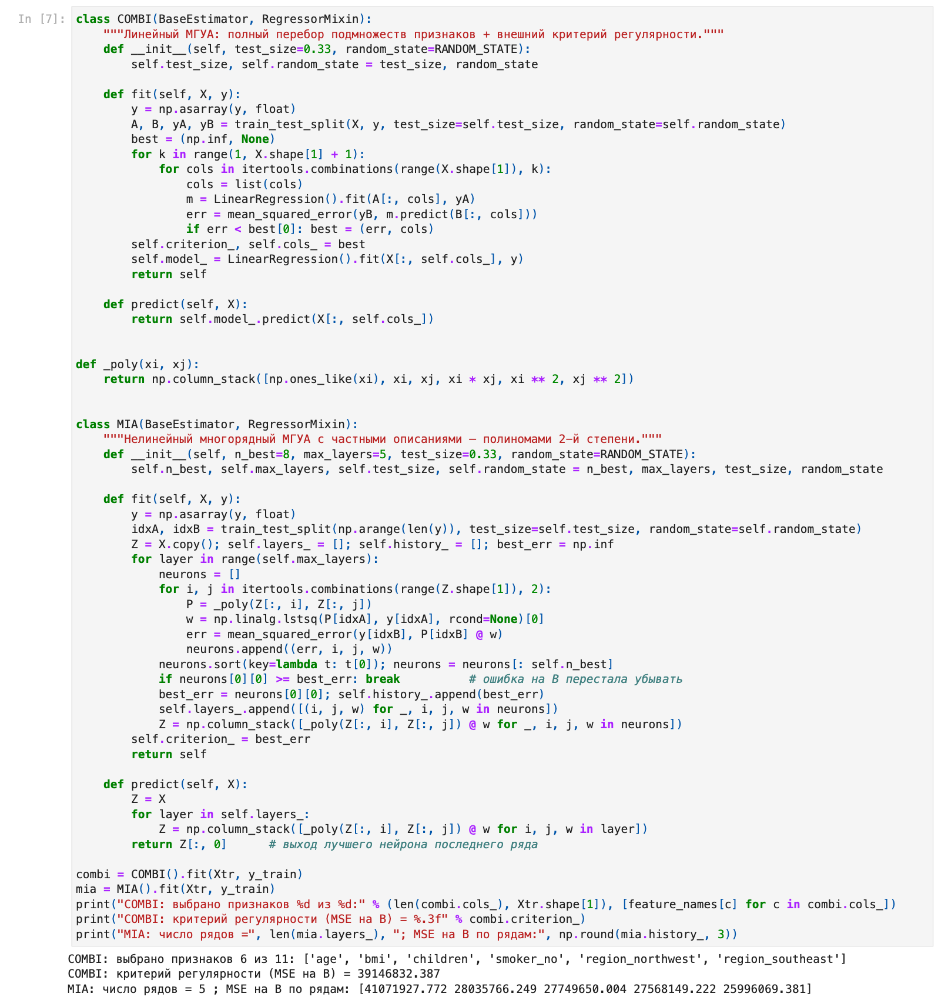 In [7]:
class COMBI(BaseEstimator, RegressorMixin):
    """Линейный МГУА: полный перебор подмножеств признаков + внешний критерий регулярности."""
    def __init__(self, test_size=0.33, random_state=RANDOM_STATE):
        self.test_size, self.random_state = test_size, random_state

    def fit(self, X, y):
        y = np.asarray(y, float)
        A, B, yA, yB = train_test_split(X, y, test_size=self.test_size, random_state=self.random_state)
        best = (np.inf, None)
        for k in range(1, X.shape[1] + 1):
            for cols in itertools.combinations(range(X.shape[1]), k):
                cols = list(cols)
                m = LinearRegression().fit(A[:, cols], yA)
                err = mean_squared_error(yB, m.predict(B[:, cols]))
                if err < best[0]: best = (err, cols)
        self.criterion_, self.cols_ = best
        self.model_ = LinearRegression().fit(X[:, self.cols_], y)
        return self

    def predict(self, X):
        return self.model_.predict(X[:, self.cols_])


def _poly(xi, xj):
    return np.column_stack([np.ones_like(xi), xi, xj, xi * xj, xi ** 2, xj ** 2])


class MIA(BaseEstimator, RegressorMixin):
    """Нелинейный многорядный МГУА с частными описаниями — полиномами 2-й степени."""
    def __init__(self, n_best=8, max_layers=5, test_size=0.33, random_state=RANDOM_STATE):
        self.n_best, self.max_layers, self.test_size, self.random_state = n_best, max_layers, test_size, random_state

    def fit(self, X, y):
        y = np.asarray(y, float)
        idxA, idxB = train_test_split(np.arange(len(y)), test_size=self.test_size, random_state=self.random_state)
        Z = X.copy(); self.layers_ = []; self.history_ = []; best_err = np.inf
        for layer in range(self.max_layers):
            neurons = []
            for i, j in itertools.combinations(range(Z.shape[1]), 2):
                P = _poly(Z[:, i], Z[:, j])
                w = np.linalg.lstsq(P[idxA], y[idxA], rcond=None)[0]
                err = mean_squared_error(y[idxB], P[idxB] @ w)
                neurons.append((err, i, j, w))
            neurons.sort(key=lambda t: t[0]); neurons = neurons[: self.n_best]
            if neurons[0][0] >= best_err: break          # ошибка на B перестала убывать
            best_err = neurons[0][0]; self.history_.append(best_err)
            self.layers_.append([(i, j, w) for _, i, j, w in neurons])
            Z = np.column_stack([_poly(Z[:, i], Z[:, j]) @ w for _, i, j, w in neurons])
        self.criterion_ = best_err
        return self

    def predict(self, X):
        Z = X
        for layer in self.layers_:
            Z = np.column_stack([_poly(Z[:, i], Z[:, j]) @ w for i, j, w in layer])
        return Z[:, 0]      # выход лучшего нейрона последнего ряда

combi = COMBI().fit(Xtr, y_train)
mia = MIA().fit(Xtr, y_train)
print("COMBI: выбрано признаков %d из %d:" % (len(combi.cols_), Xtr.shape[1]), [feature_names[c] for c in combi.cols_])
print("COMBI: критерий регулярности (MSE на B) = %.3f" % combi.criterion_)
print("MIA: число рядов =", len(mia.layers_), "; MSE на B по рядам:", np.round(mia.history_, 3))
COMBI: выбрано признаков 6 из 11: ['age', 'bmi', 'children', 'smoker_no', 'region_northwest', 'region_southeast']
COMBI: критерий регулярности (MSE на B) = 39146832.387
MIA: число рядов = 5 ; MSE на B по рядам: [41071927.772 28035766.249 27749650.004 27568149.222 25996069.381]